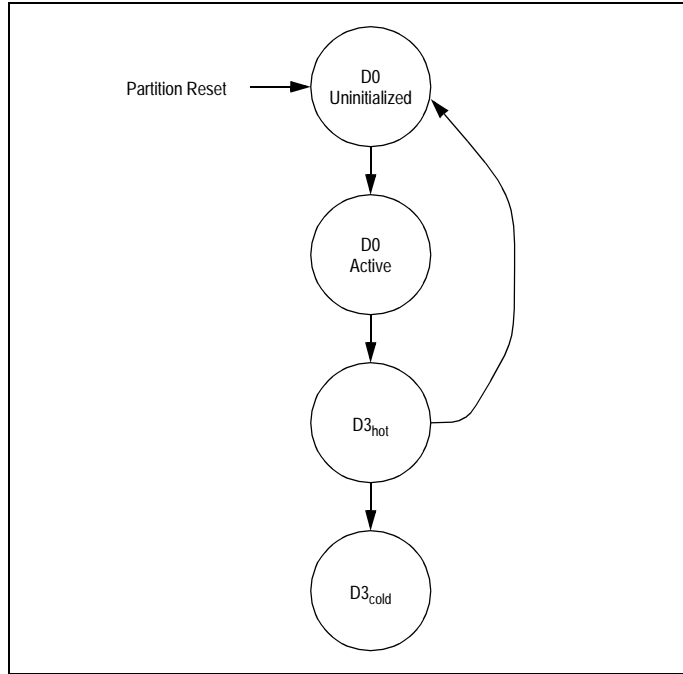 Partition Reset
D0
Uninitialized
D0
Active
D3hot
D3cold